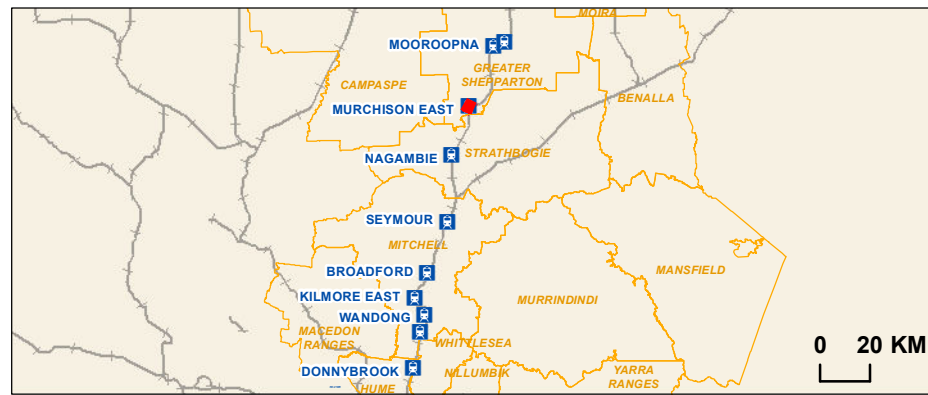 MOIRA
MOOROOPNA
GREATER
SHEPPARTON
CAMPASPE
BENALLA
MURCHISON EAST
NAGAMBIE
STRATHBOGIE
SEYMOUR
MITCHELL
BROADFORD
MANSFIELD
KILMORE EAST
MURRINDINDI
WANDONG
MACEDON
RANGES
WHITTLESEA
0 20 KM
DONNYBROOK
NILLUMBIK
YARRA
RANGES
HUME